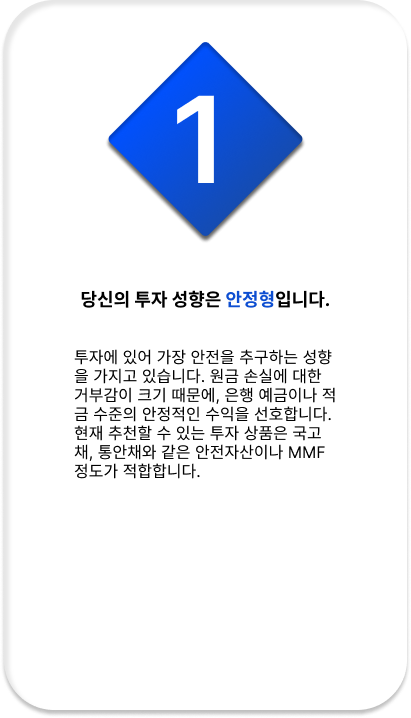 1
당신의 투자 성향은 안정형입니다.
투자에 있어 가장 안전을 추구하는 성향
을 가지고 있습니다. 원금 손실에 대한
거부감이 크기 때문에, 은행 예금이나 적
금 수준의 안정적인 수익을 선호합니다.
현재 추천할 수 있는 투자 상품은 국고
채, 통안채와 같은 안전자산이나 MMF
정도가 적합합니다.